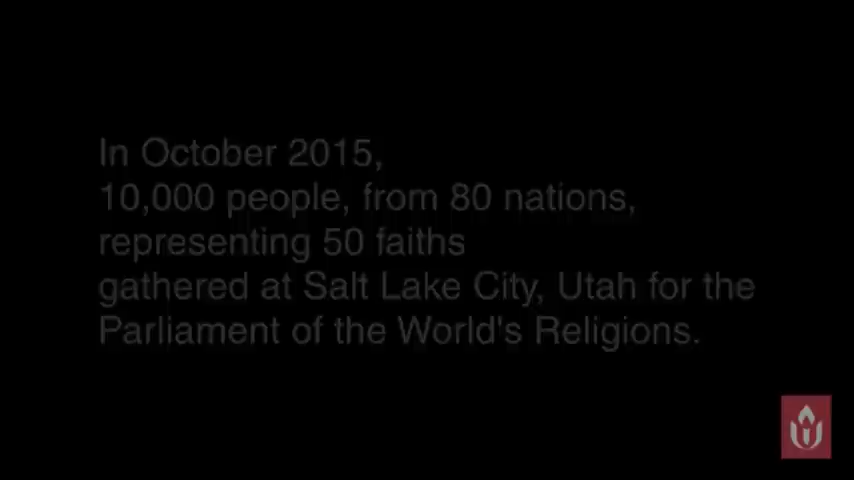 In October 2015,
10,000 people, from 80 nations,
representing 50 faiths
gathered at Salt Lake City, Utah for the
Parliament of the World's Religions.